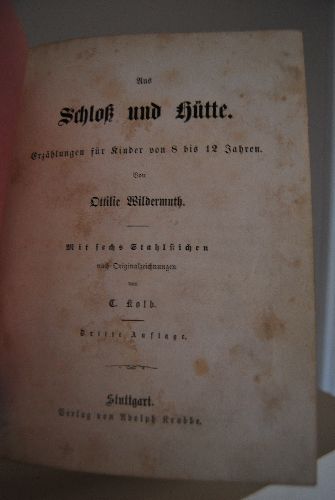 Aus
Schloß und Hütte.
Erzählungen für Kinder von 8 bis 12 Jahren.
Von
Ottilie Wildermuth.
Mit sechs Stahlstichen
nach Originalzeichnungen
von
C. Kolb.
Dritte Auflage.
Stuttgart.
Verlag von Adolph Krabbe.